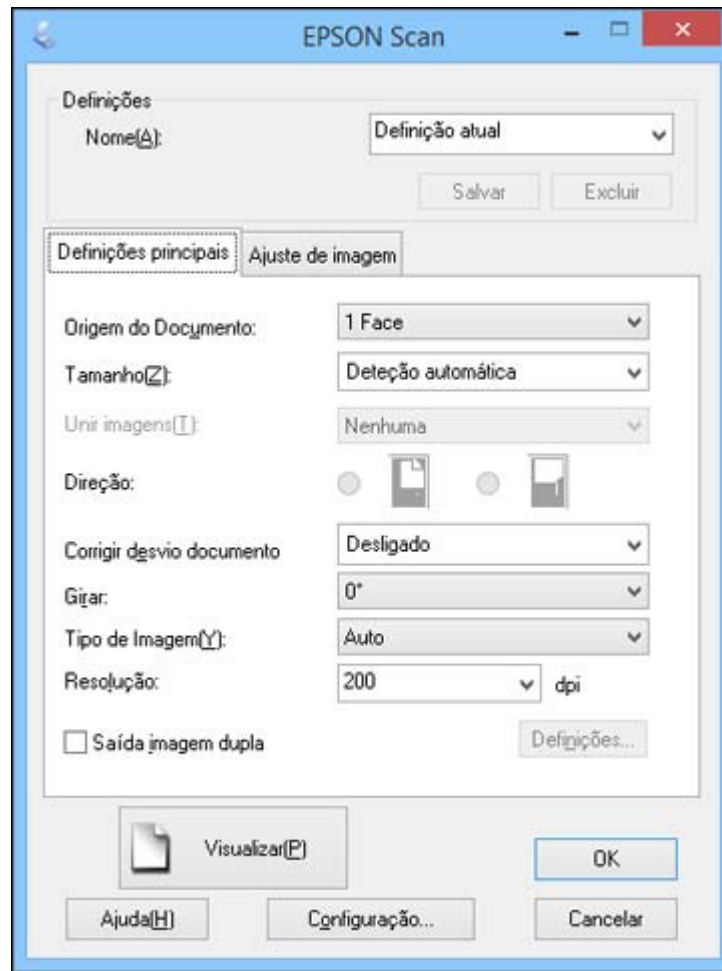 EPSON Scan
Definições
Nome(A): Definição atual
Salvar Excluir
Definições principais Ajuste de imagem
Origem do Documento: 1 Face
Tamanho(Z): Deteção automática
Unir imagens(T): Nenhuma
Direção:
Corrigir desvio documento Desligado
Girar: 0°
Tipo de Imagem(Y): Auto
Resolução: 200 dpi
Saída imagem dupla Definições...
Visualizar(P) OK
Ajuda(H) Configuração... Cancelar